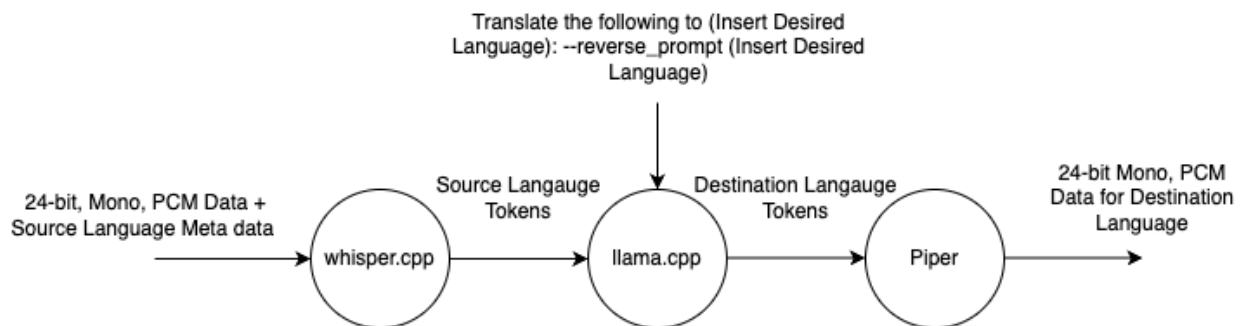 Translate the following to (Insert Desired
Language): --reverse_prompt (Insert Desired
Language)
24-bit, Mono, PCM Data +
Source Language Meta data
whisper.cpp
Source Langauge
Tokens
llama.cpp
Destination Langauge
Tokens
Piper
24-bit Mono, PCM
Data for Destination
Language